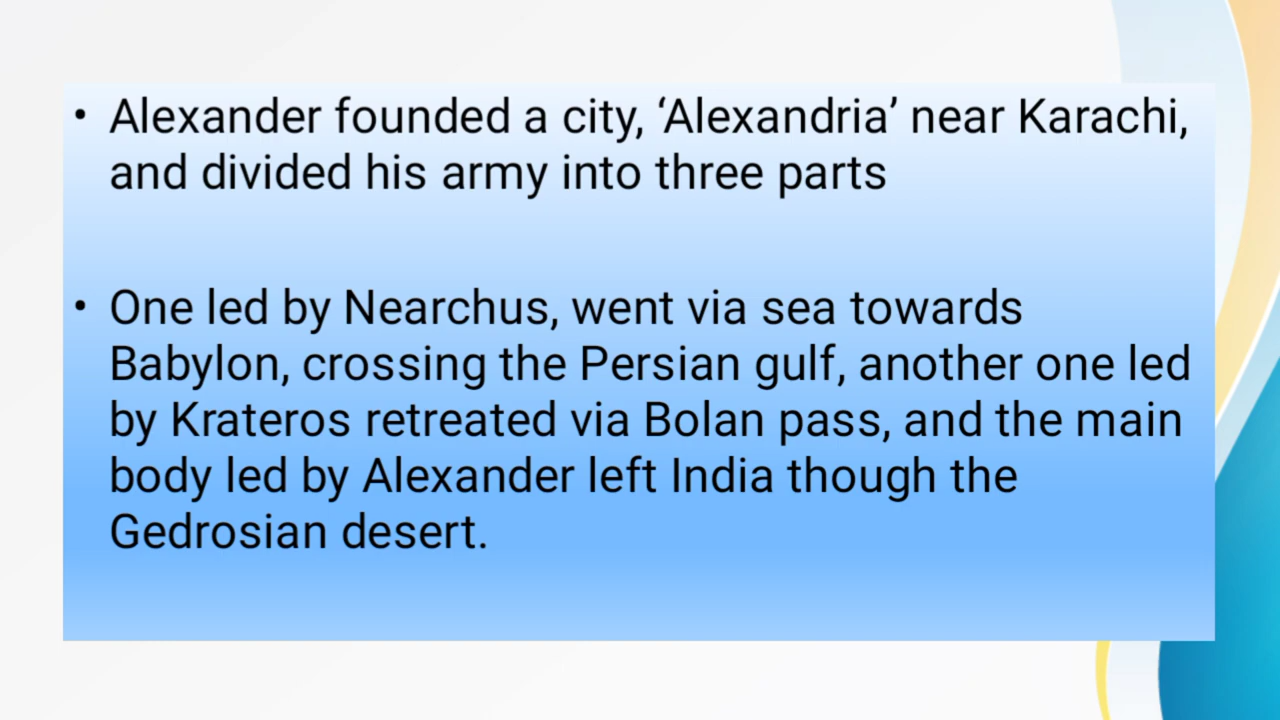 • Alexander founded a city, ‘Alexandria’ near Karachi,
and divided his army into three parts
• One led by Nearchus, went via sea towards
Babylon, crossing the Persian gulf, another one led
by Krateros retreated via Bolan pass, and the main
body led by Alexander left India though the
Gedrosian desert.